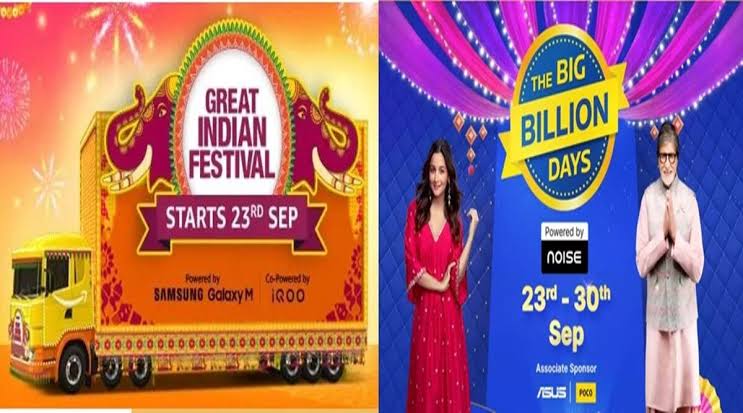 GREAT
INDIAN
FESTIVAL
STARTS 23RD SEP
Powered by
SAMSUNG Galaxy M
Co-Powered by
iQOO
THE BIG
BILLION
DAYS
Powered by
noise
23rd - 30th
Sep
Associate Sponsor
ASUS
POCO